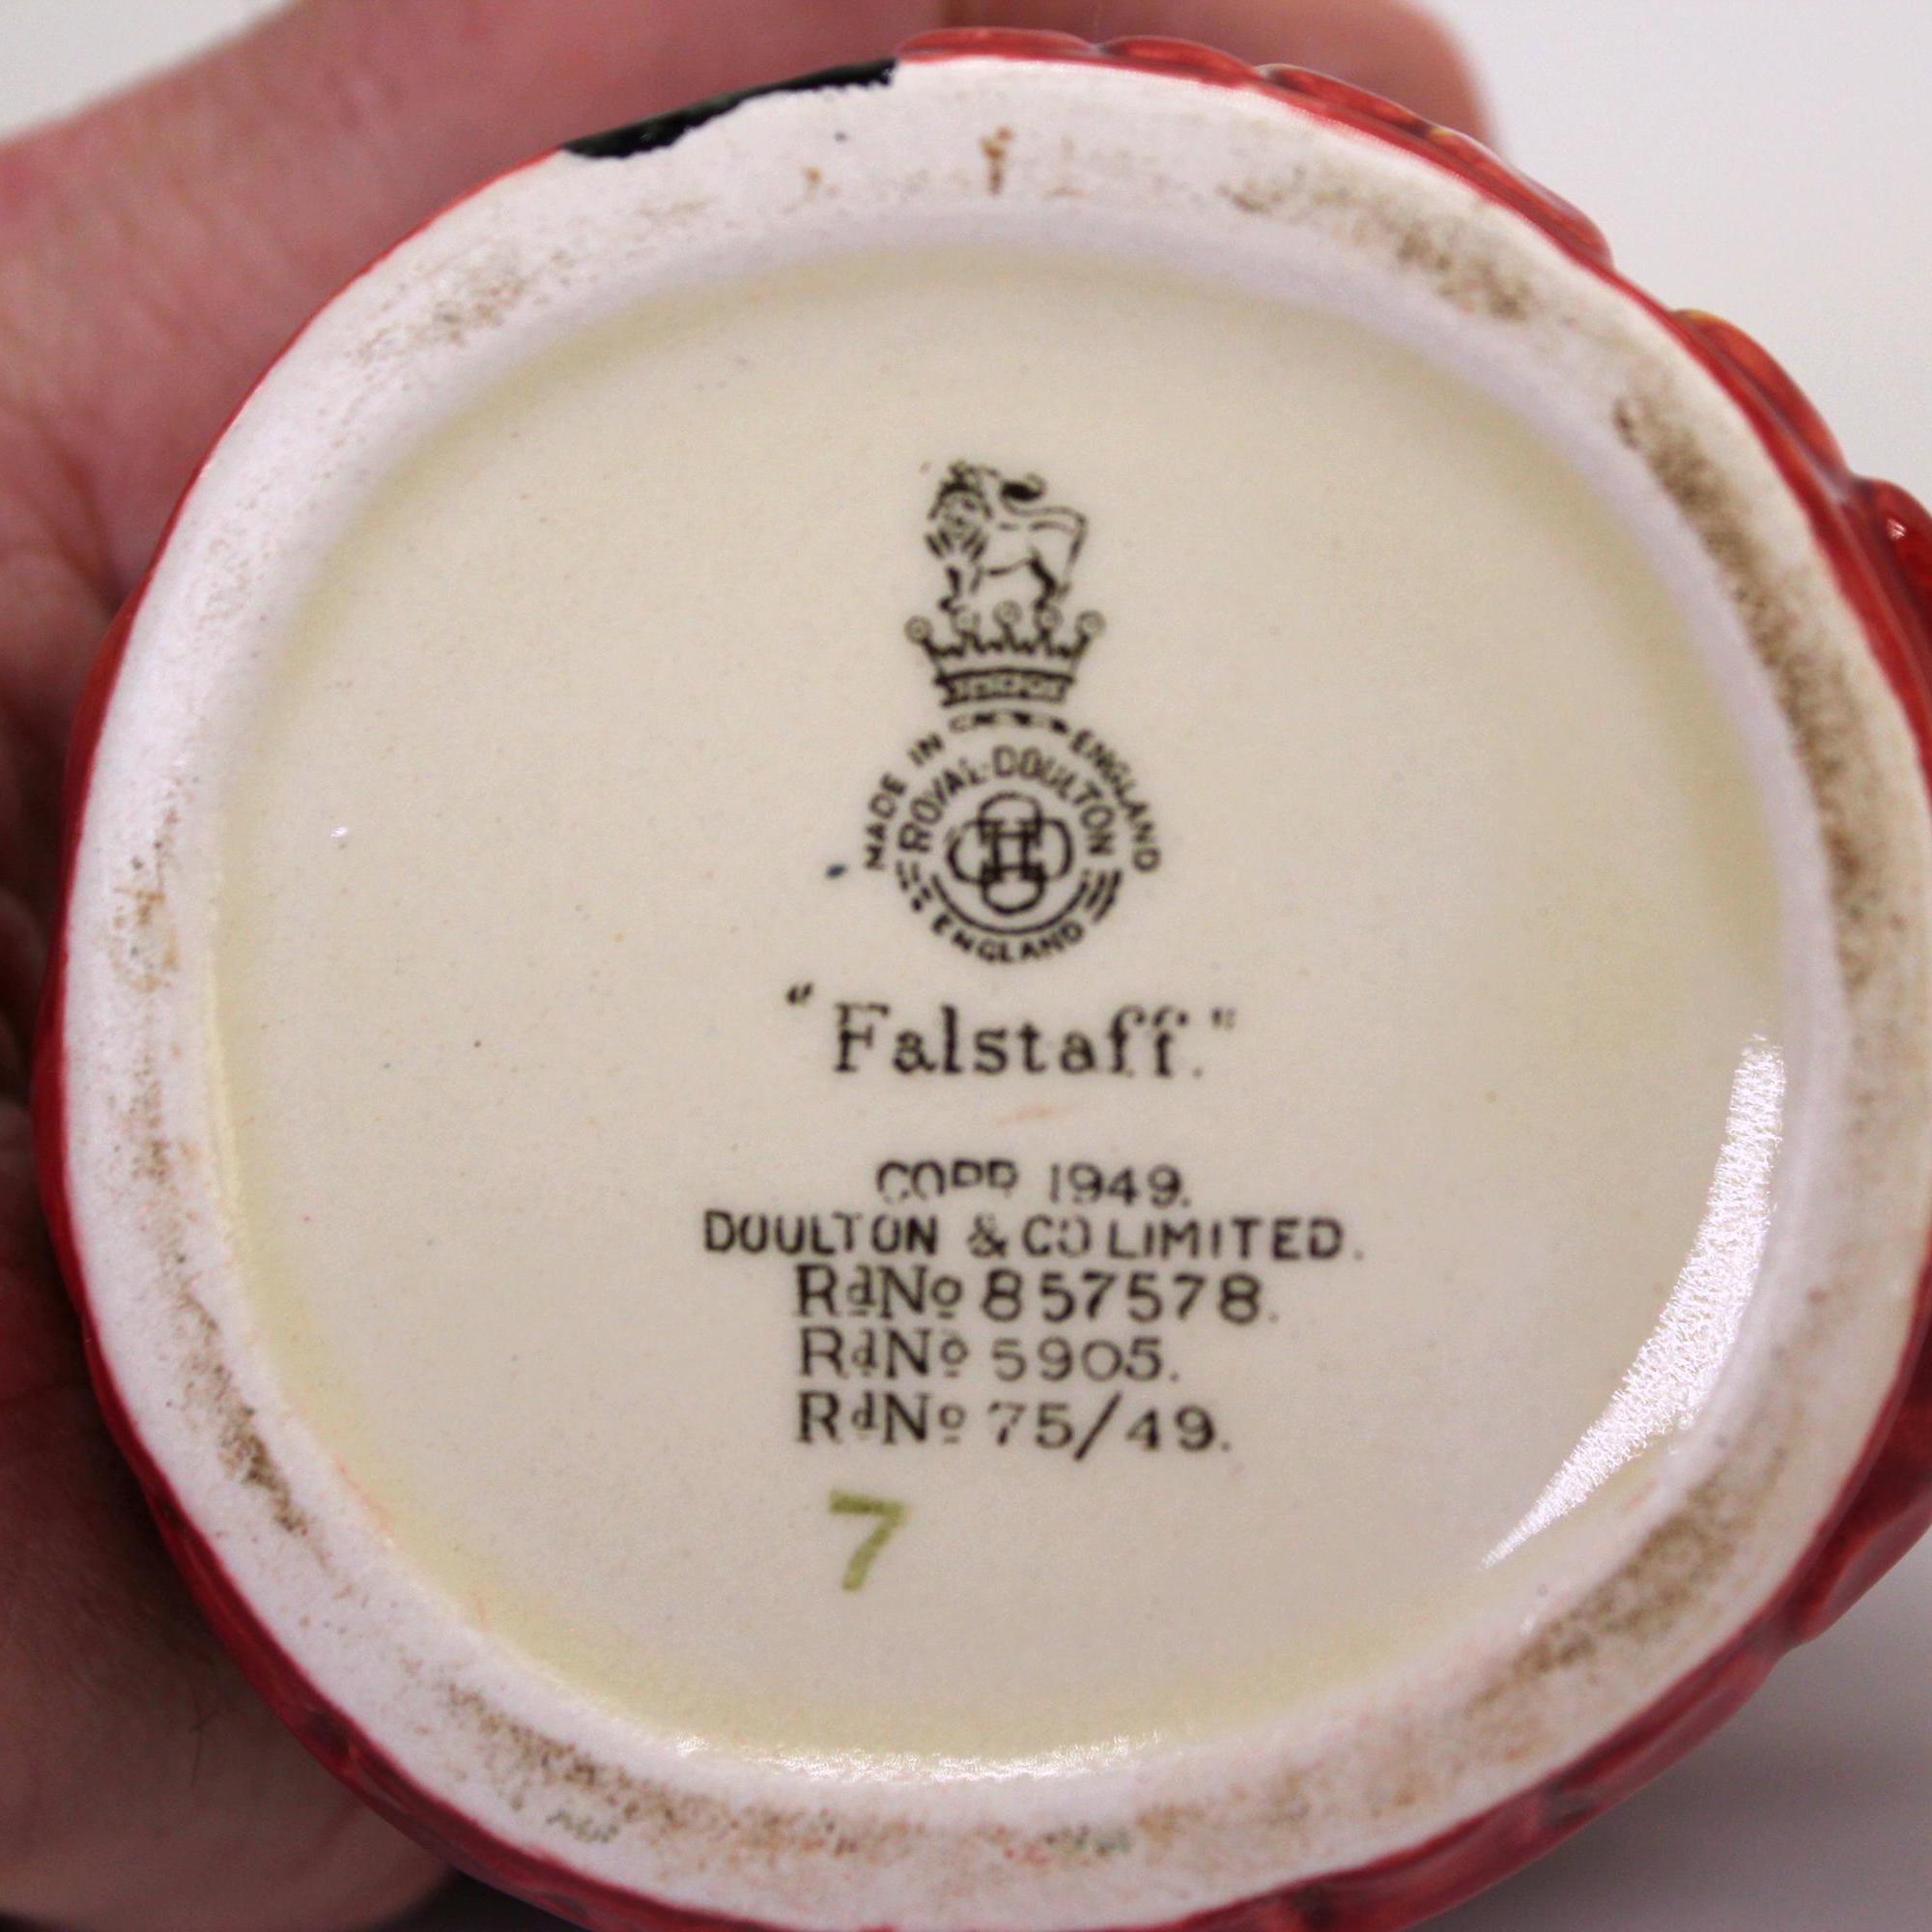 MADE IN ENGLAND
ROYAL DOULTON
ENGLAND
"Falstaff."
COPR 1949.
DOULTON & CO LIMITED.
RdNo 857578.
RdNo 5905.
RdNo 75/49.
7